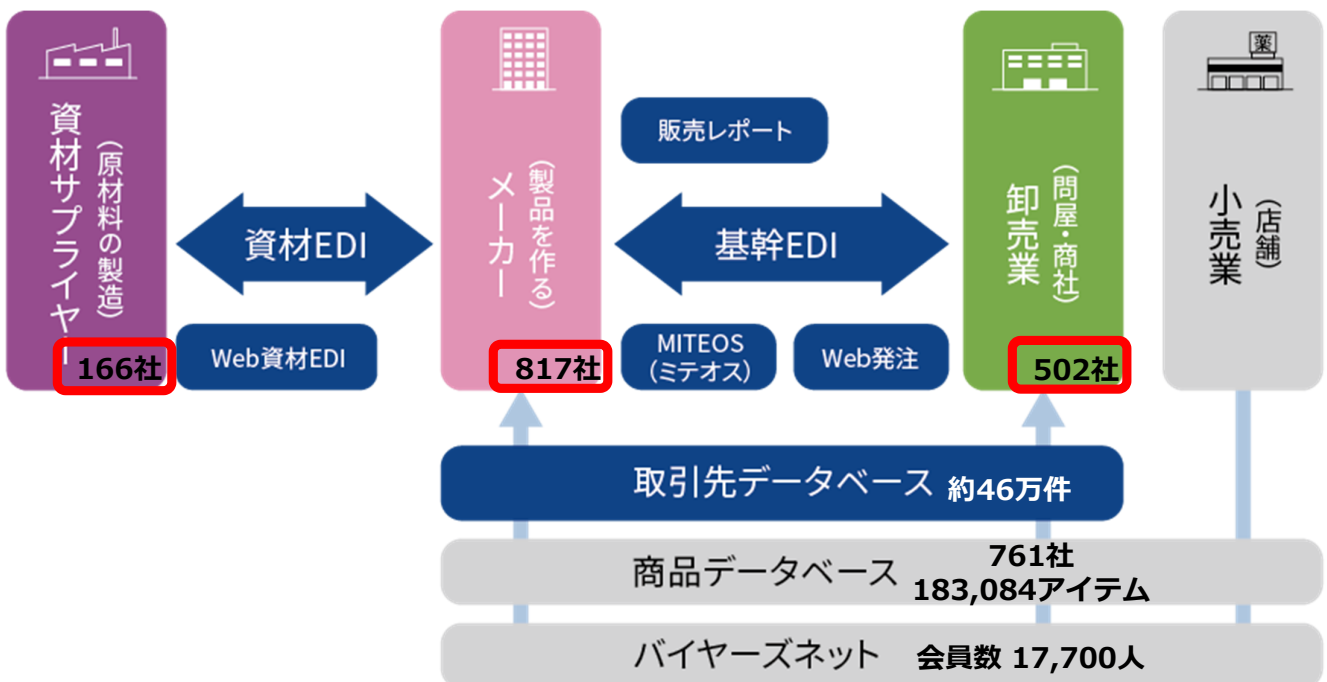 資材サプライヤー
(原材料の製造)
166社
資材EDI
Web資材EDI
メーカー
(製品を作る)
817社
販売レポート
基幹EDI
MITEOS
(ミテオス)
Web発注
卸売業
(問屋・商社)
502社
薬
小売業
(店舗)
取引先データベース 約46万件
商品データベース
761社
183,084アイテム
バイヤーズネット 会員数 17,700人